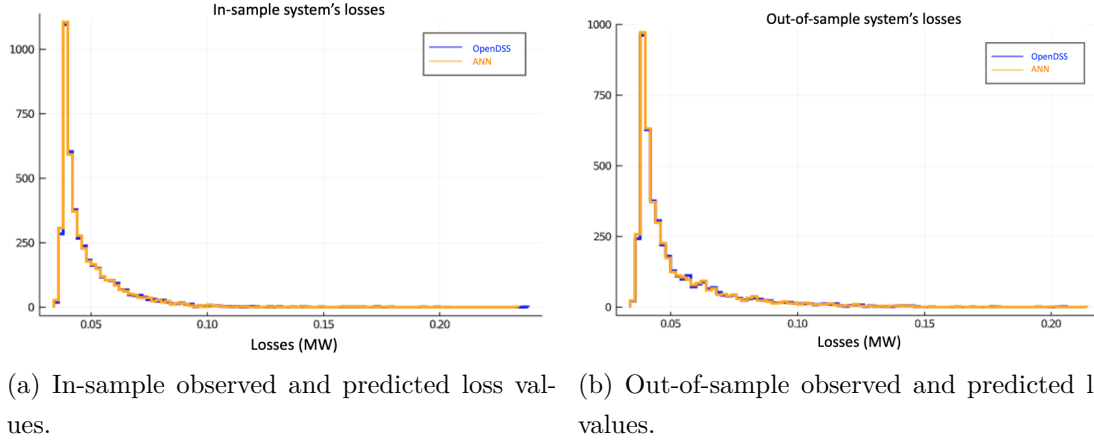 In-sample system's losses
OpenDSS
ANN
1000
750
500
250
0
0.05
0.10
0.15
0.20
Losses (MW)
(a) In-sample observed and predicted loss val-
ues.
Out-of-sample system's losses
OpenDSS
ANN
1000
750
500
250
0
0.05
0.10
0.15
0.20
Losses (MW)
(b) Out-of-sample observed and predicted l
values.